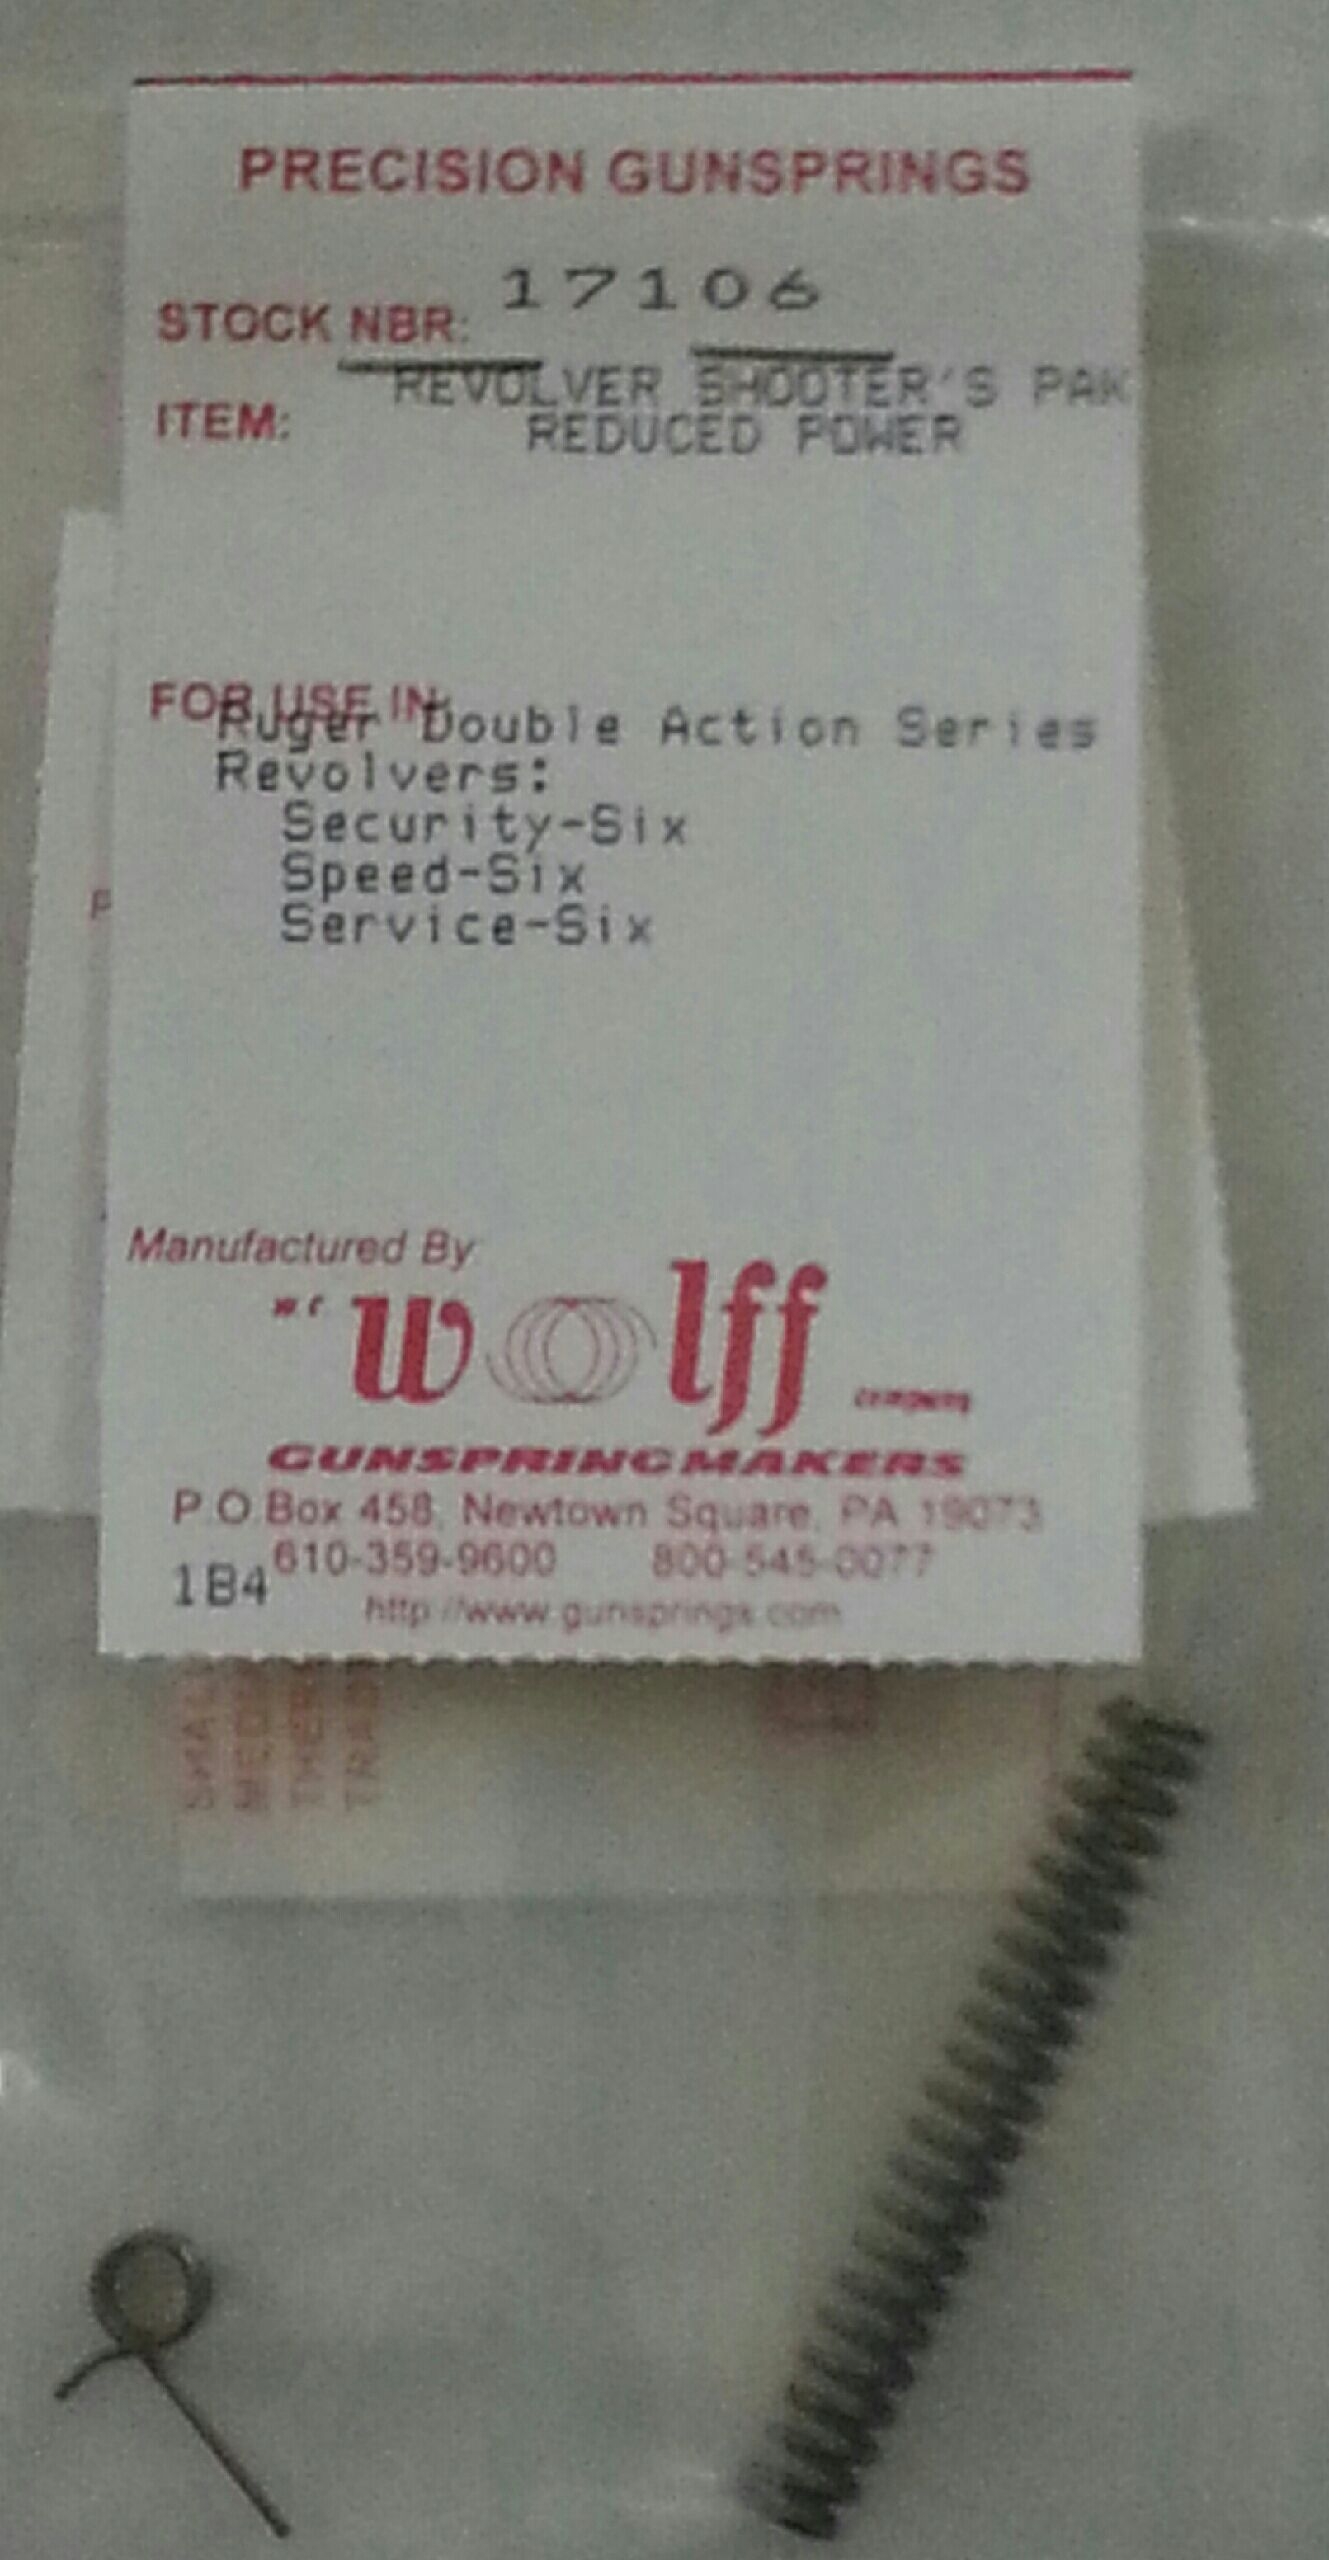 PRECISION GUNSPRINGS
STOCK NBR: 17106
ITEM: REVOLVER SHOOTER'S PAK
REDUCED POWER
FOR USE IN:
Ruger Double Action Series
Revolvers:
Security-Six
Speed-Six
Service-Six
Manufactured By
W C Wolff company
GUNSPRINGMAKERS
P.O.Box 458, Newtown Square, PA 19073
610-359-9600 800-545-0077
1B4
http://www.gunsprings.com